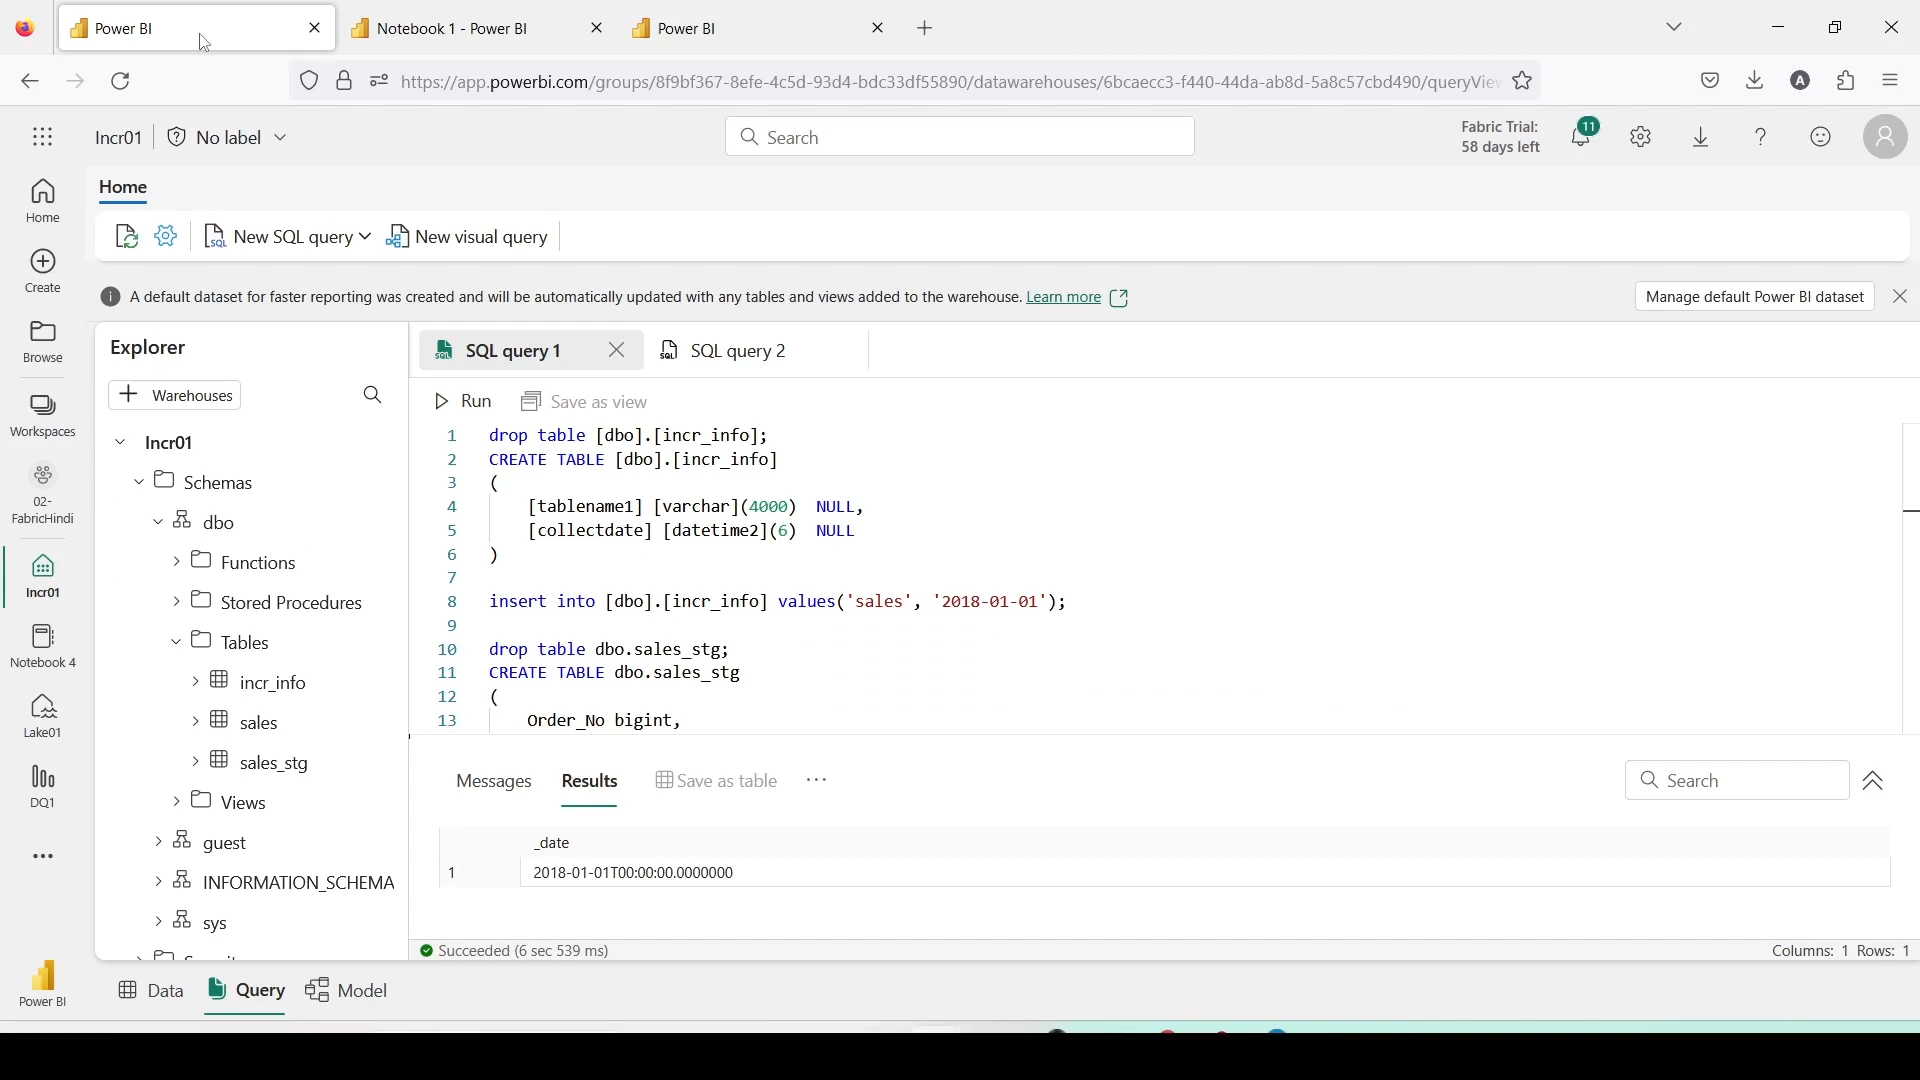 Power BI
Notebook 1 - Power BI
Power BI
https://app.powerbi.com/groups/8f9bf367-8efe-4c5d-93d4-bdc33df55890/datawarehouses/6bcaecc3-f440-44da-ab8d-5a8c57cbd490/queryView
A
Incr01
No label
Search
Fabric Trial:
58 days left
11
?
Home
New SQL query
New visual query
A default dataset for faster reporting was created and will be automatically updated with any tables and views added to the warehouse. Learn more
Manage default Power BI dataset
Home
Create
Browse
Workspaces
02-
FabricHindi
Incr01
Notebook 4
Lake01
DQ1
Power BI
Explorer
+ Warehouses
Incr01
Schemas
dbo
Functions
Stored Procedures
Tables
incr_info
sales
sales_stg
Views
guest
INFORMATION_SCHEMA
sys
SQL query 1
SQL query 2
Run
Save as view
1 drop table [dbo].[incr_info];
2 CREATE TABLE [dbo].[incr_info]
3 (
4 [tablename1] [varchar](4000) NULL,
5 [collectdate] [datetime2](6) NULL
6 )
7
8 insert into [dbo].[incr_info] values('sales', '2018-01-01');
9
10 drop table dbo.sales_stg;
11 CREATE TABLE dbo.sales_stg
12 (
13 Order_No bigint,
Messages
Results
Save as table
...
Search
_date
1 2018-01-01T00:00:00.0000000
Succeeded (6 sec 539 ms)
Columns: 1 Rows: 1
Data
Query
Model